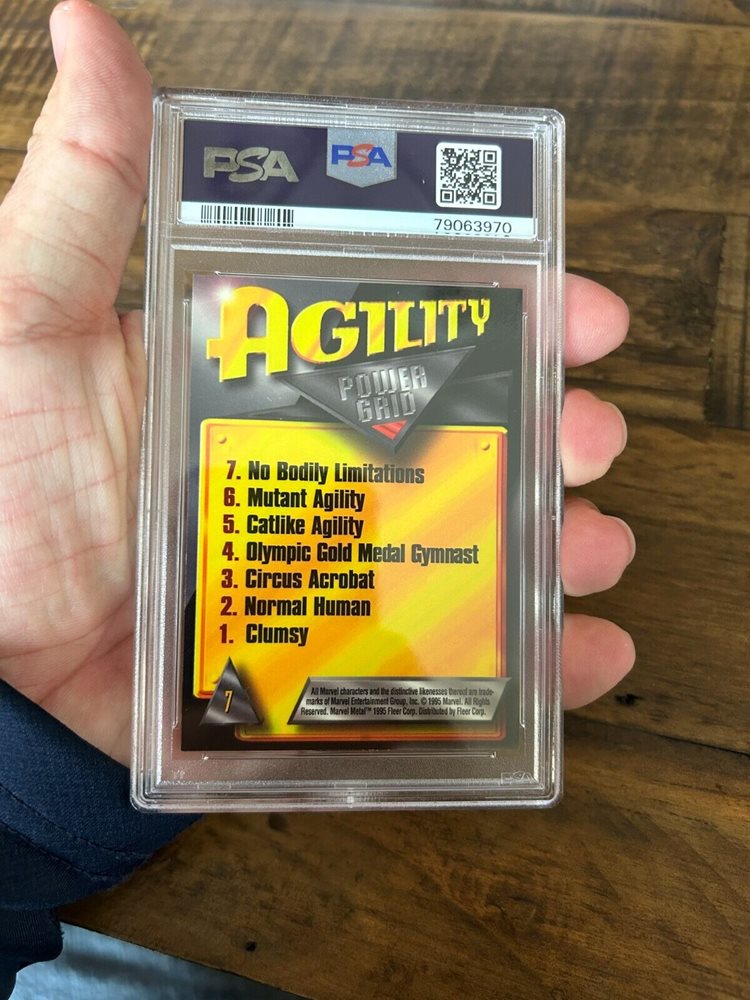 PSA
PSA
79063970
AGILITY
POWER
GRID
7. No Bodily Limitations
6. Mutant Agility
5. Catlike Agility
4. Olympic Gold Medal Gymnast
3. Circus Acrobat
2. Normal Human
1. Clumsy
7
All Marvel characters and the distinctive likenesses thereof are trade-
marks of Marvel Entertainment Group, Inc. © 1995 Marvel. All Rights
Reserved. Marvel Metal™ 1995 Fleer Corp. Distributed by Fleer Corp.
PSA